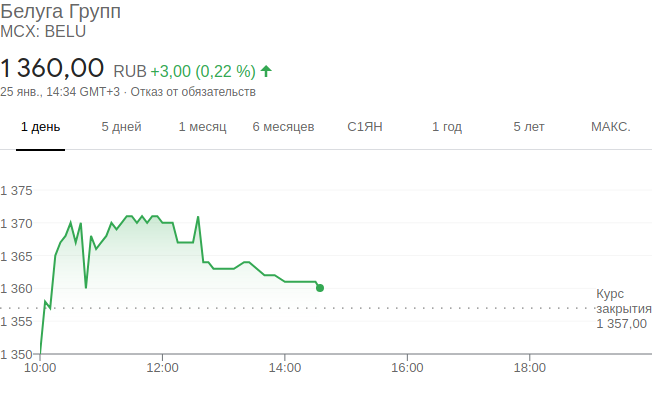 Белуга Групп
MCX: BELU
1 360,00 RUB +3,00 (0,22 %)
25 янв., 14:34 GMT+3 · Отказ от обязательств
1 день 5 дней 1 месяц 6 месяцев С1ЯН 1 год 5 лет МАКС.
1 375
1 370
1 365
1 360
Курс
закрытия
1 357,00
1 355
1 350
10:00 12:00 14:00 16:00 18:00